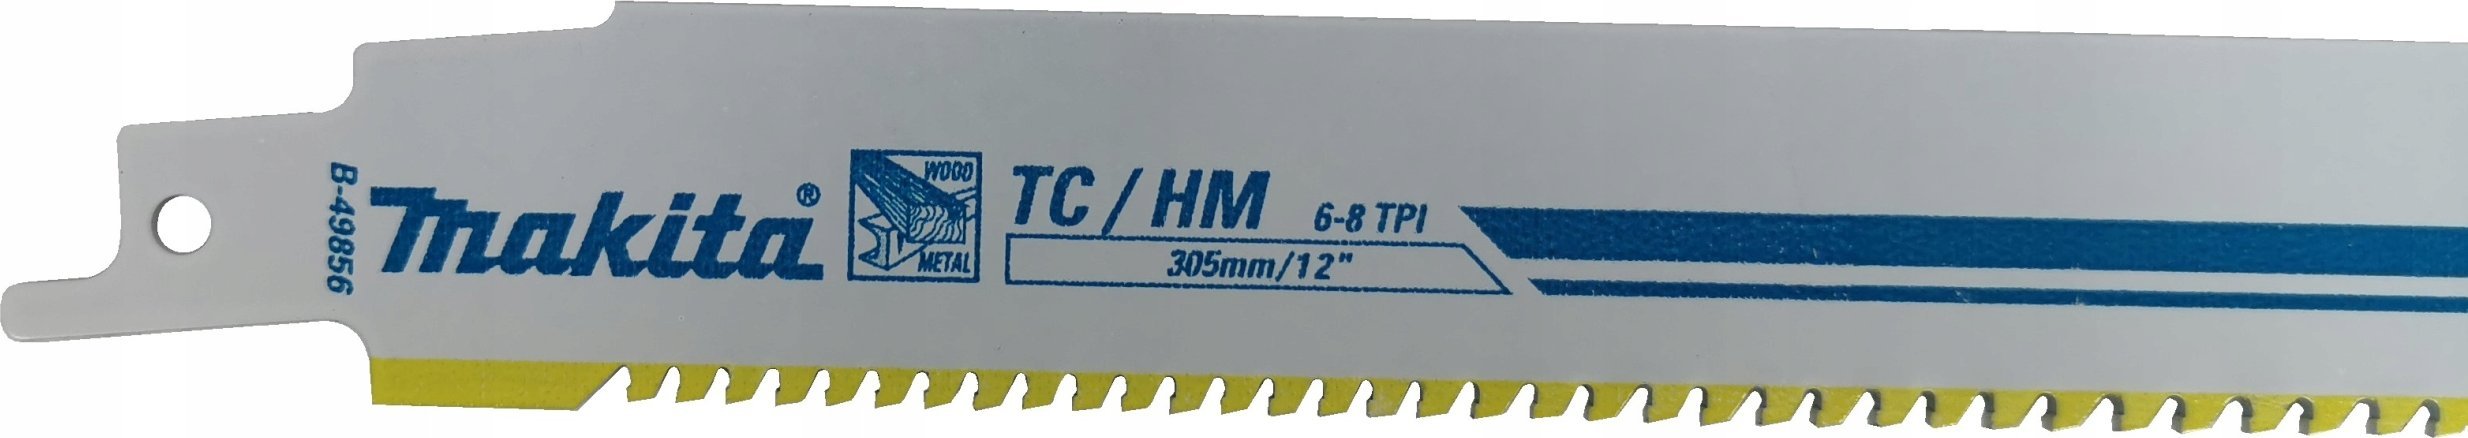 B-49856
makita®
WOOD
METAL
TC / HM 6-8 TPI
305mm/12"